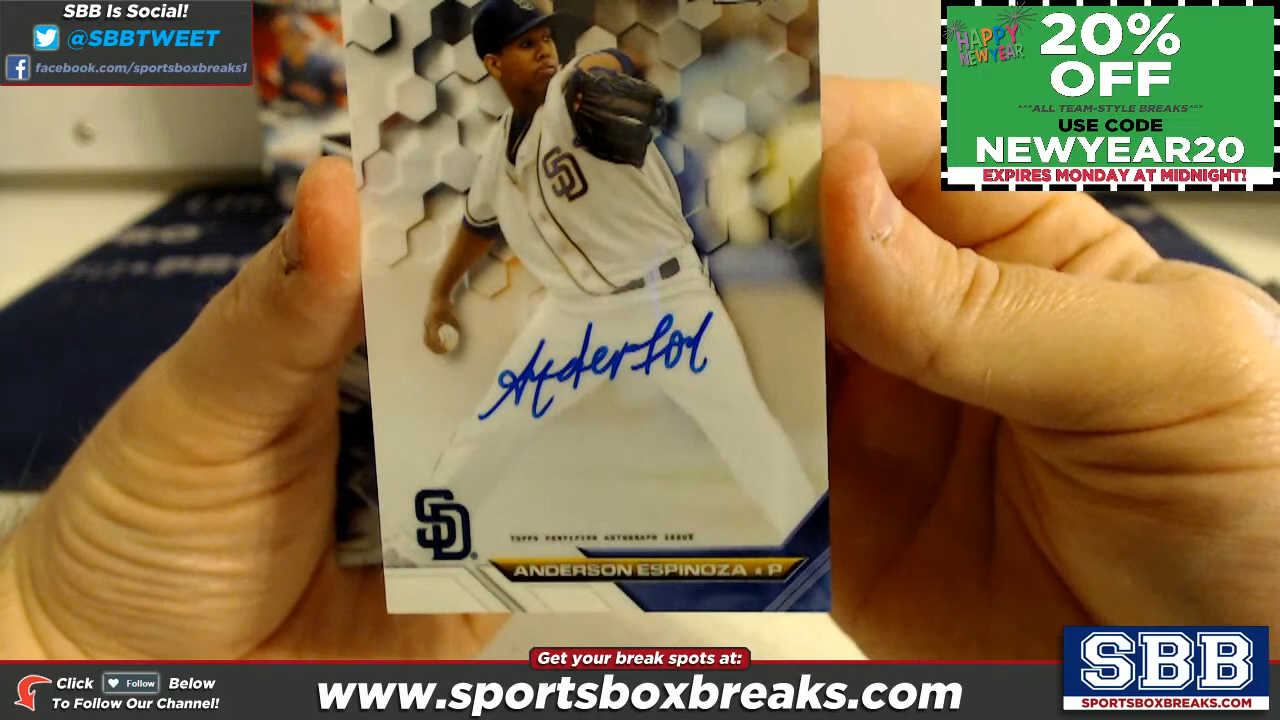 SBB Is Social!
@SBBTWEET
facebook.com/sportsboxbreaks1
HAPPY
NEW YEAR
20%
OFF
***ALL TEAM-STYLE BREAKS***
USE CODE
NEWYEAR20
EXPIRES MONDAY AT MIDNIGHT!
SD
SD
TOPPS CERTIFIED AUTOGRAPH ISSUE
ANDERSON ESPINOZA • P
Get your break spots at:
Click Follow Below
To Follow Our Channel!
www.sportsboxbreaks.com
SBB
SPORTSBOXBREAKS.COM